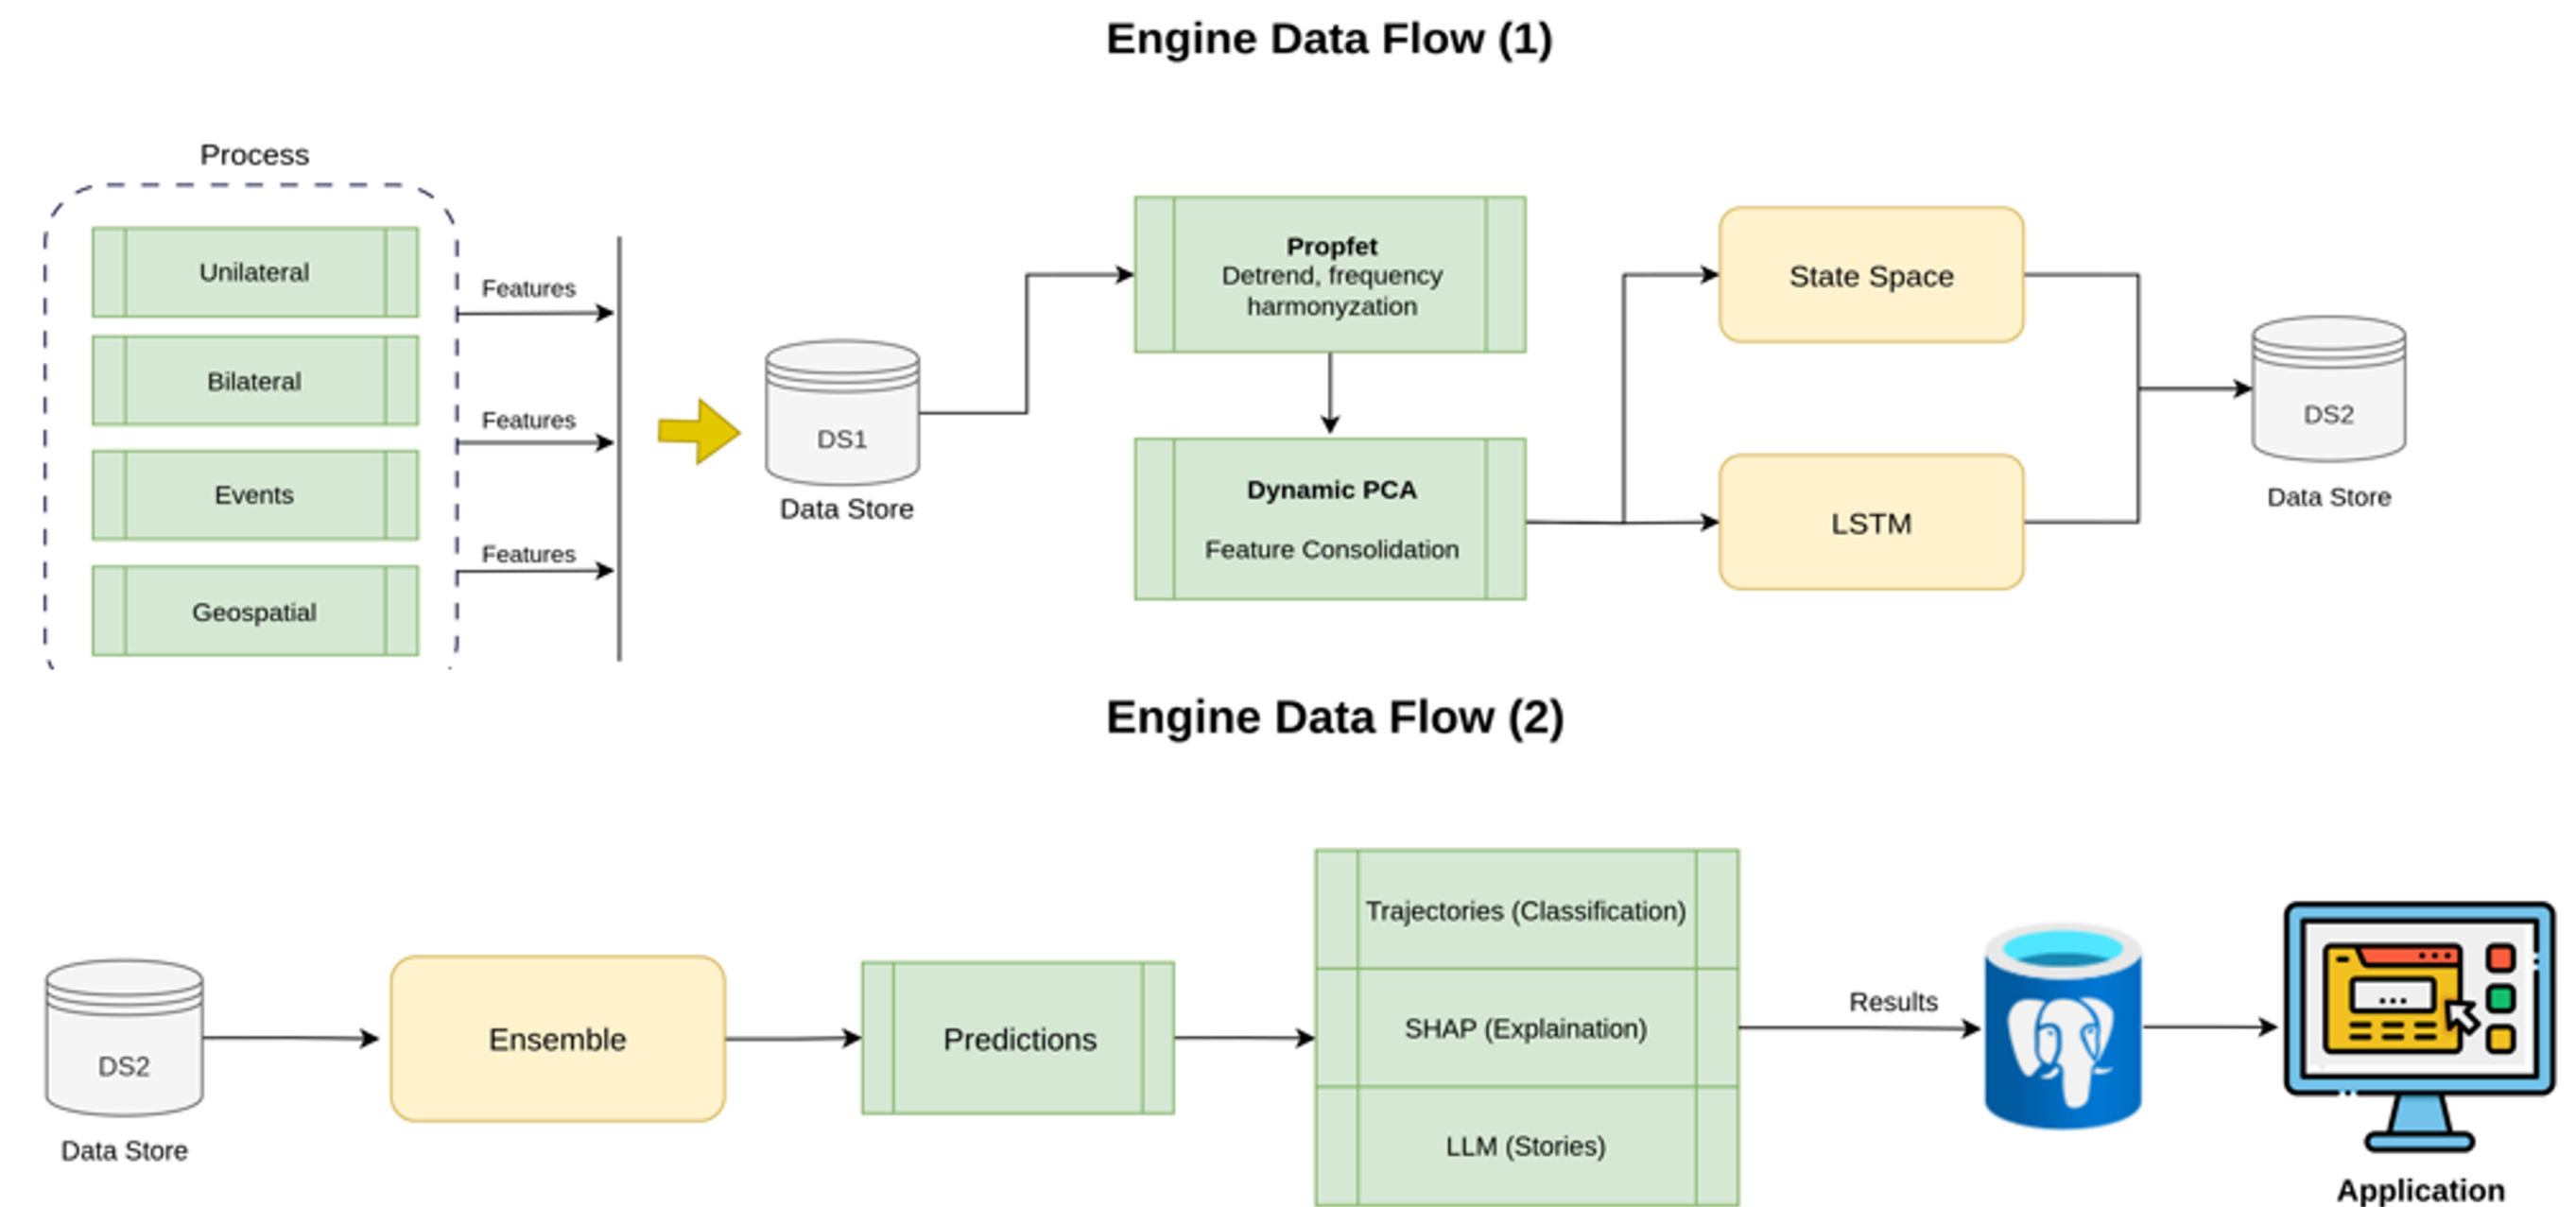 Engine Data Flow (1)
Process
Unilateral
Bilateral
Events
Geospatial
Features
Features
Features
DS1
Data Store
Propfet
Detrend, frequency
harmonyzation
Dynamic PCA
Feature Consolidation
State Space
LSTM
DS2
Data Store
Engine Data Flow (2)
DS2
Data Store
Ensemble
Predictions
Trajectories (Classification)
SHAP (Explaination)
LLM (Stories)
Results
Application